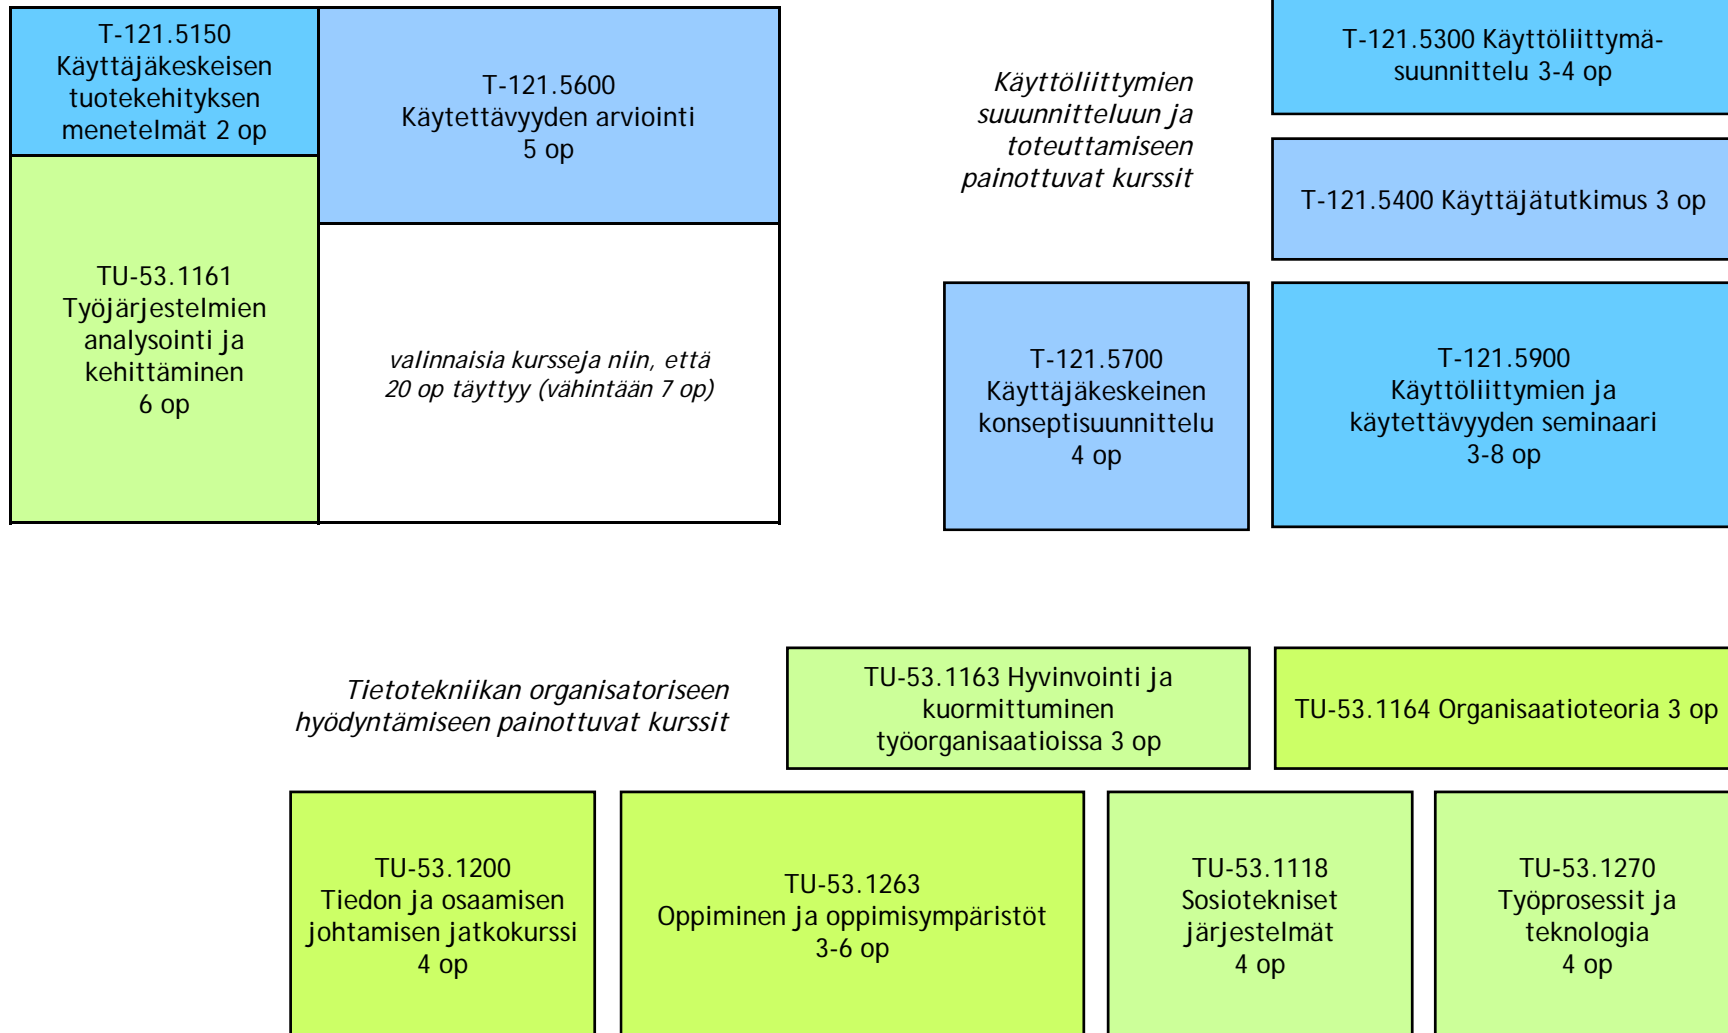 T-121.5150
Käyttäjäkeskeisen
tuotekehityksen
menetelmät 2 op
T-121.5600
Käytettävyyden arviointi
5 op
TU-53.1161
Työjärjestelmien
analysointi ja
kehittäminen
6 op
valinnaisia kursseja niin, että
20 op täyttyy (vähintään 7 op)
Käyttöliittymien
suuunnitteluun ja
toteuttamiseen
painottuvat kurssit
T-121.5300 Käyttöliittymä-
suunnittelu 3-4 op
T-121.5400 Käyttäjätutkimus 3 op
T-121.5700
Käyttäjäkeskeinen
konseptisuunnittelu
4 op
T-121.5900
Käyttöliittymien ja
käytettävyyden seminaari
3-8 op
Tietotekniikan organisatoriseen
hyödyntämiseen painottuvat kurssit
TU-53.1163 Hyvinvointi ja
kuormittuminen
työorganisaatioissa 3 op
TU-53.1164 Organisaatioteoria 3 op
TU-53.1200
Tiedon ja osaamisen
johtamisen jatkokurssi
4 op
TU-53.1263
Oppiminen ja oppimisympäristöt
3-6 op
TU-53.1118
Sosiotekniset
järjestelmät
4 op
TU-53.1270
Työprosessit ja
teknologia
4 op